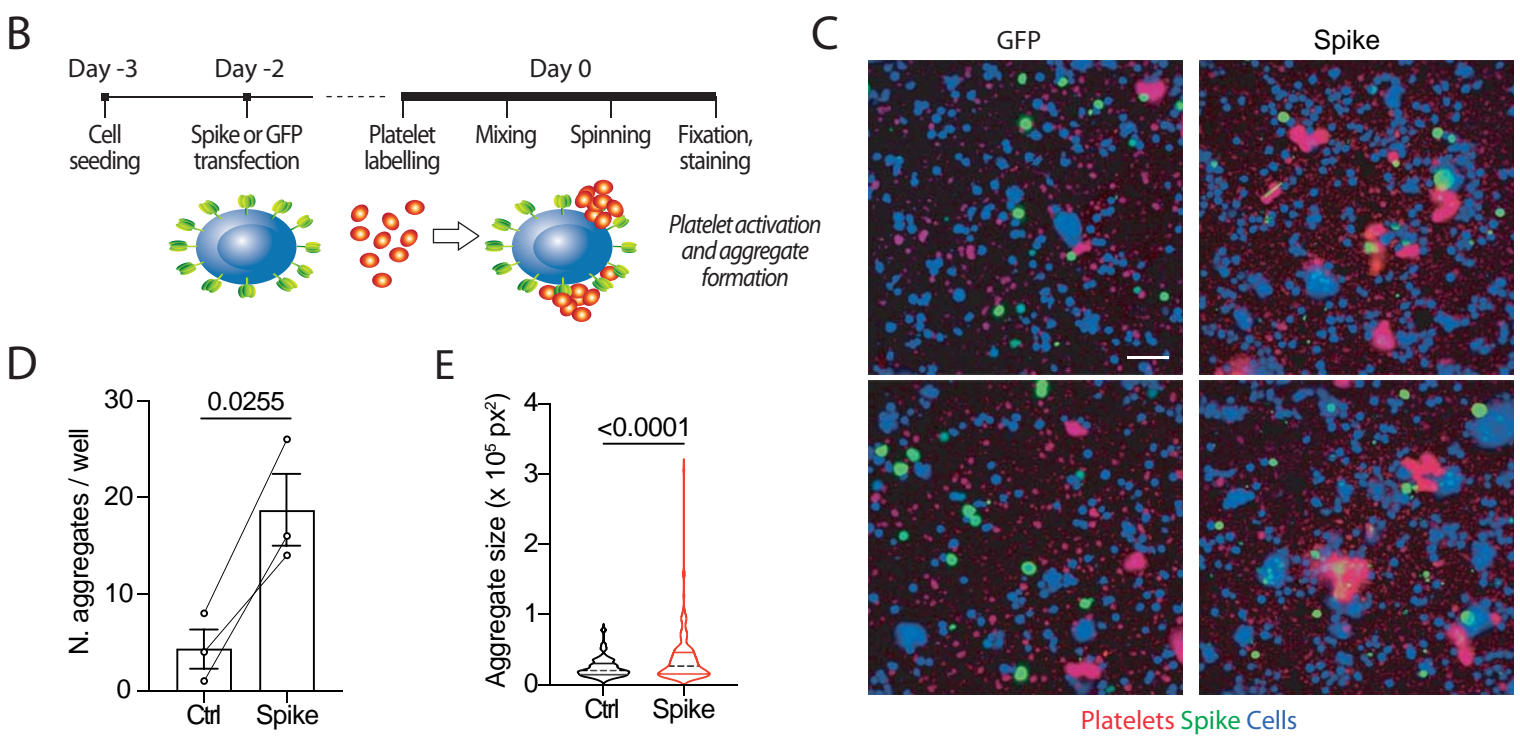 B
Day -3
Day -2
Day 0
Cell
seeding
Spike or GFP
transfection
Platelet
labelling
Mixing
Spinning
Fixation,
staining
Platelet activation
and aggregate
formation
C
GFP
Spike
Platelets Spike Cells
D
N. aggregates / well
30
20
10
0
0.0255
Ctrl
Spike
E
Aggregate size (x 10⁵ px²)
4
3
2
1
0
<0.0001
Ctrl
Spike